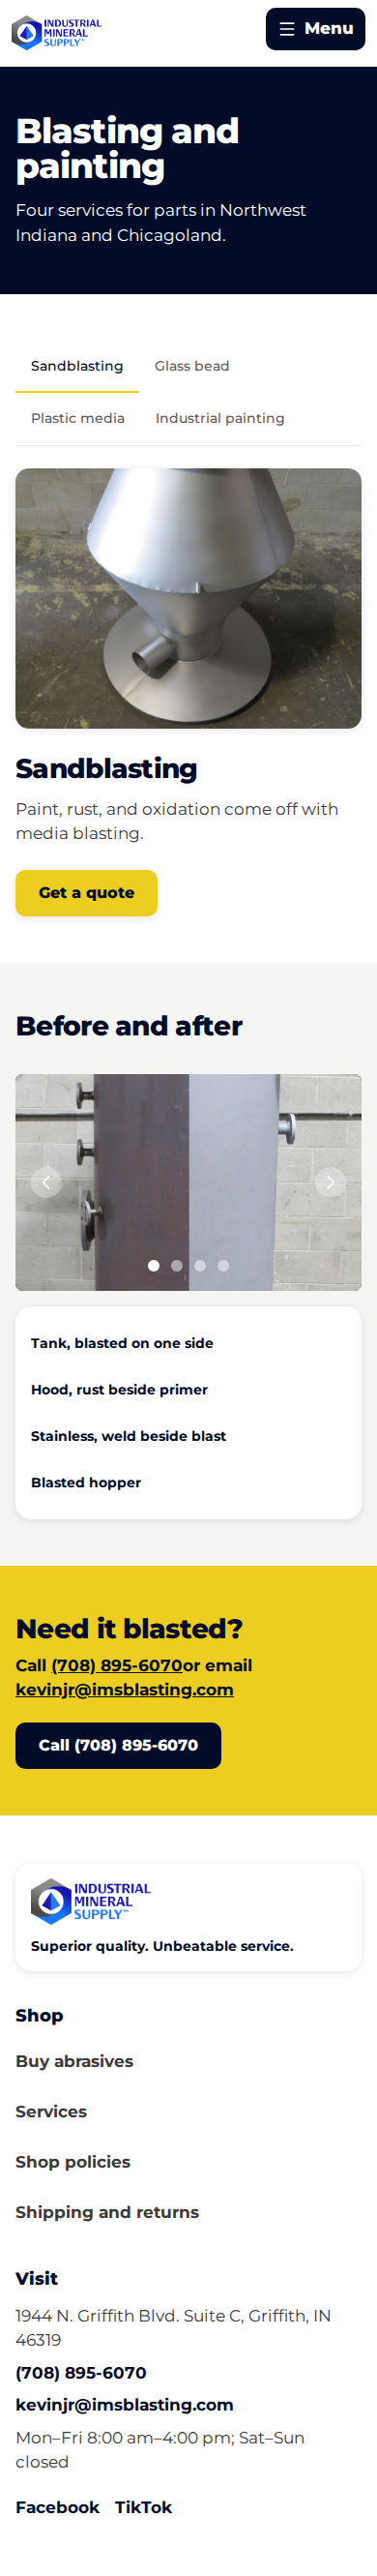 INDUSTRIAL
MINERAL
SUPPLY™
Menu
Blasting and
painting
Four services for parts in Northwest
Indiana and Chicagoland.
Sandblasting
Glass bead
Plastic media
Industrial painting
Sandblasting
Paint, rust, and oxidation come off with
media blasting.
Get a quote
Before and after
Tank, blasted on one side
Hood, rust beside primer
Stainless, weld beside blast
Blasted hopper
Need it blasted?
Call (708) 895-6070or email
kevinjr@imsblasting.com
Call (708) 895-6070
INDUSTRIAL
MINERAL
SUPPLY™
Superior quality. Unbeatable service.
Shop
Buy abrasives
Services
Shop policies
Shipping and returns
Visit
1944 N. Griffith Blvd. Suite C, Griffith, IN
46319
(708) 895-6070
kevinjr@imsblasting.com
Mon–Fri 8:00 am–4:00 pm; Sat–Sun
closed
Facebook TikTok